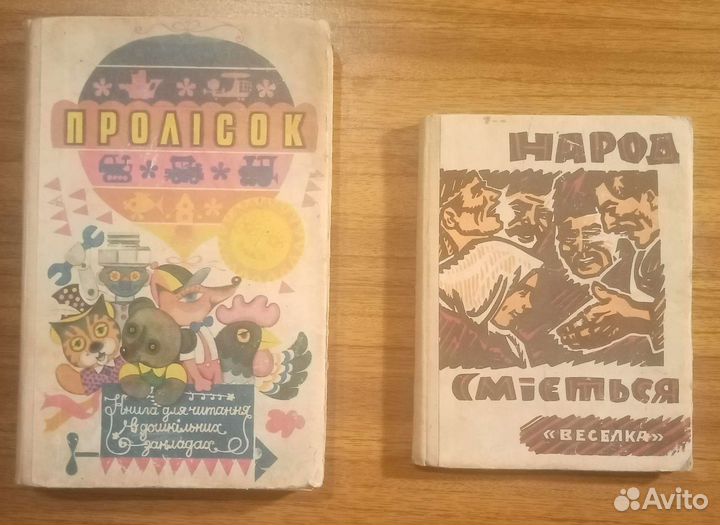 ПРОЛІСОК
Книга для читання
в дошкільних
закладах
НАРОД
СМІЄТЬСЯ
«ВЕСЕЛКА»
Avito